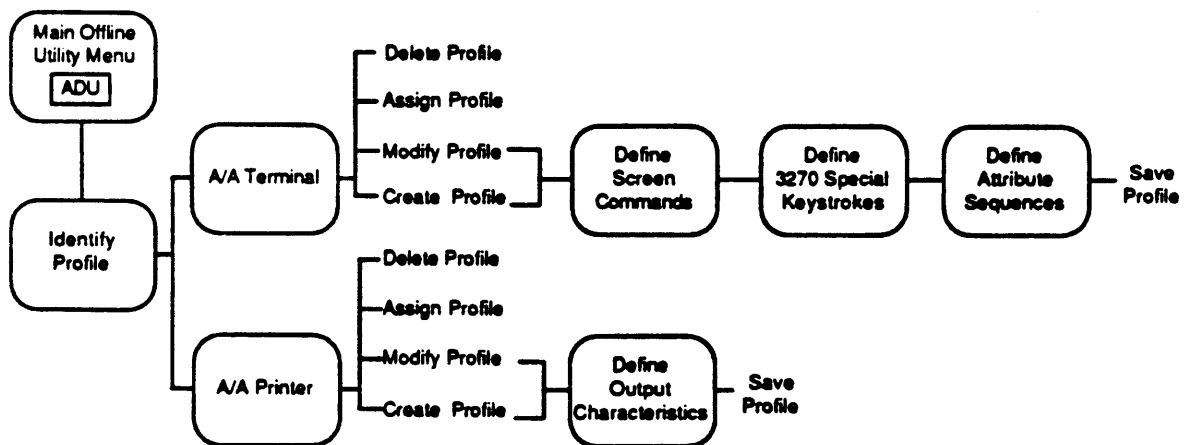 Main Offline
Utility Menu
ADU
Identify
Profile
A/A Terminal
Delete Profile
Assign Profile
Modify Profile
Create Profile
Define
Screen
Commands
Define
3270 Special
Keystrokes
Define
Attribute
Sequences
Save
Profile
A/A Printer
Delete Profile
Assign Profile
Modify Profile
Create Profile
Define
Output
Characteristics
Save
Profile